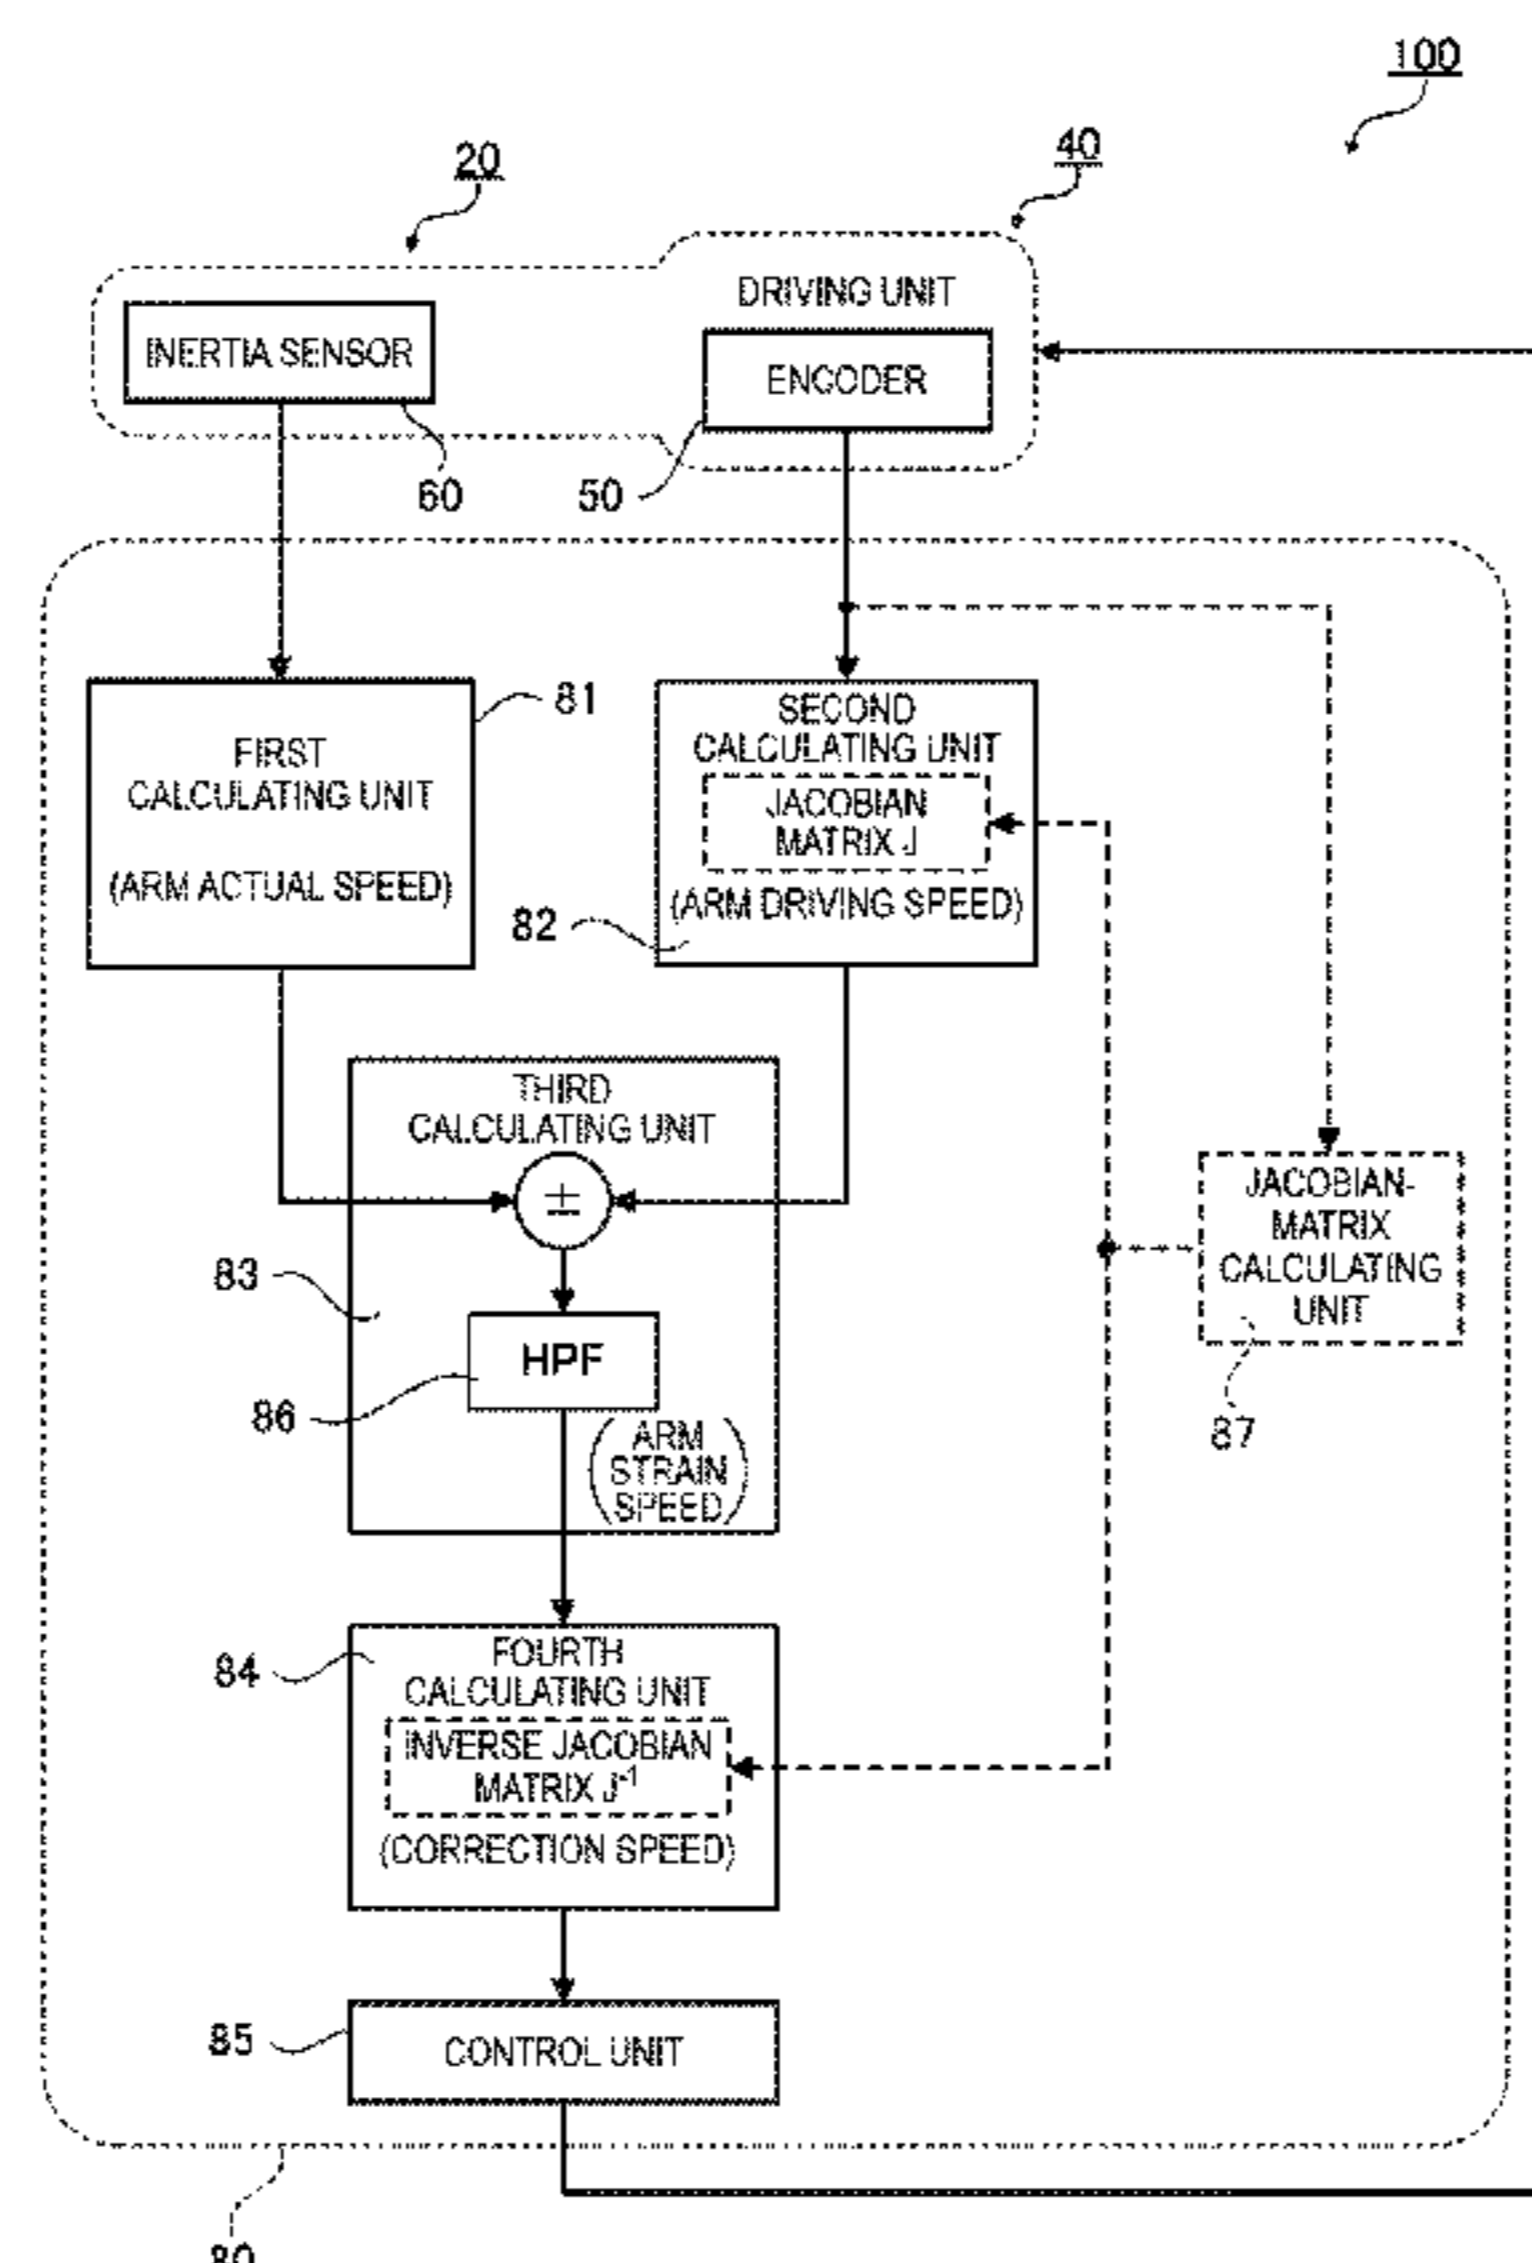 100
20
40
DRIVING UNIT
INERTIA SENSOR
ENCODER
60
50
81
FIRST
CALCULATING UNIT
(ARM ACTUAL SPEED)
SECOND
CALCULATING UNIT
JACOBIAN
MATRIX J
(ARM DRIVING SPEED)
82
THIRD
CALCULATING UNIT
±
83
HPF
86
(ARM
STRAIN
SPEED)
JACOBIAN-
MATRIX
CALCULATING
UNIT
87
84
FOURTH
CALCULATING UNIT
INVERSE JACOBIAN
MATRIX J⁻¹
(CORRECTION SPEED)
85
CONTROL UNIT
80